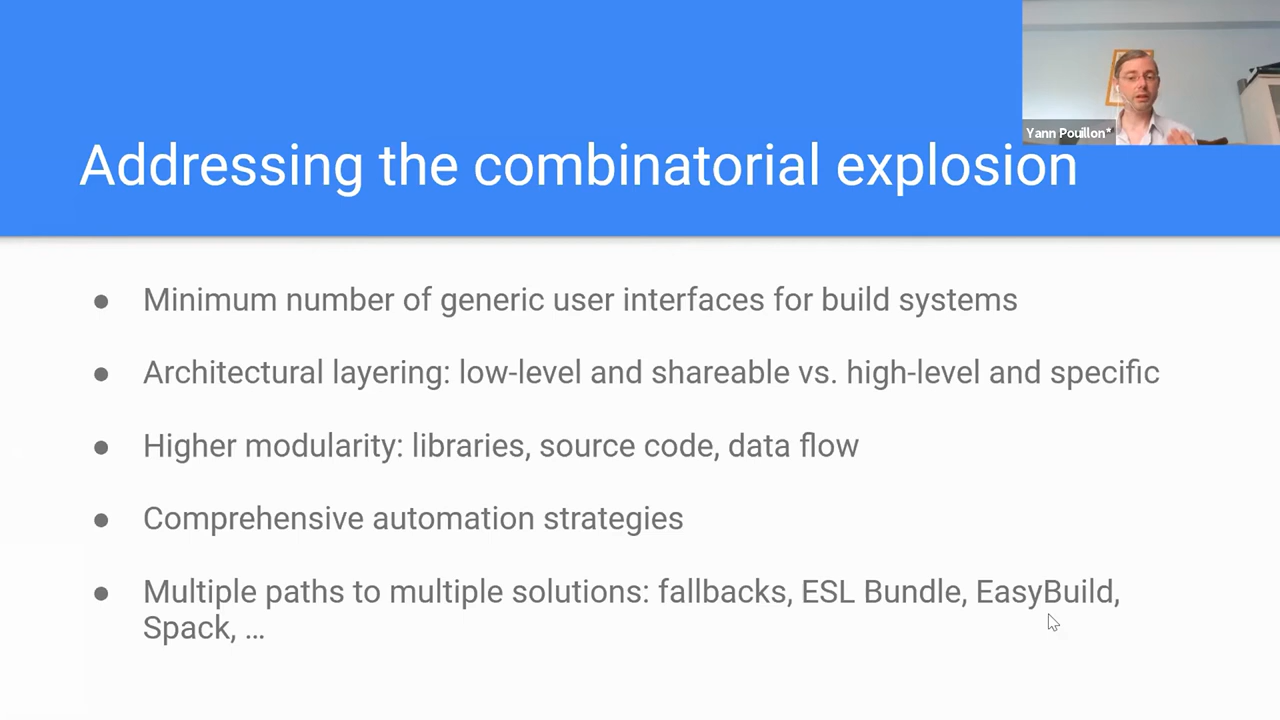 Yann Pouillon*
Addressing the combinatorial explosion
● Minimum number of generic user interfaces for build systems
● Architectural layering: low-level and shareable vs. high-level and specific
● Higher modularity: libraries, source code, data flow
● Comprehensive automation strategies
● Multiple paths to multiple solutions: fallbacks, ESL Bundle, EasyBuild,
Spack, …